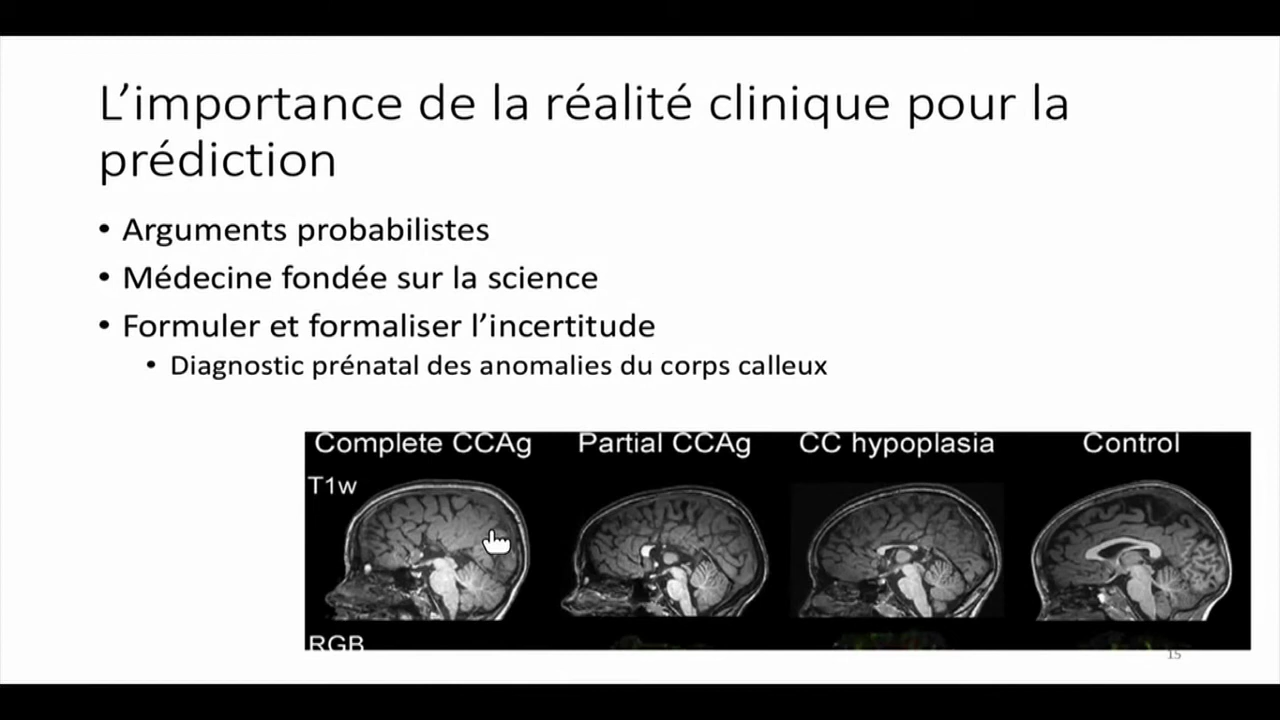 L’importance de la réalité clinique pour la
prédiction
• Arguments probabilistes
• Médecine fondée sur la science
• Formuler et formaliser l’incertitude
• Diagnostic prénatal des anomalies du corps calleux
Complete CCAg Partial CCAg CC hypoplasia Control
T1w
RGB
15